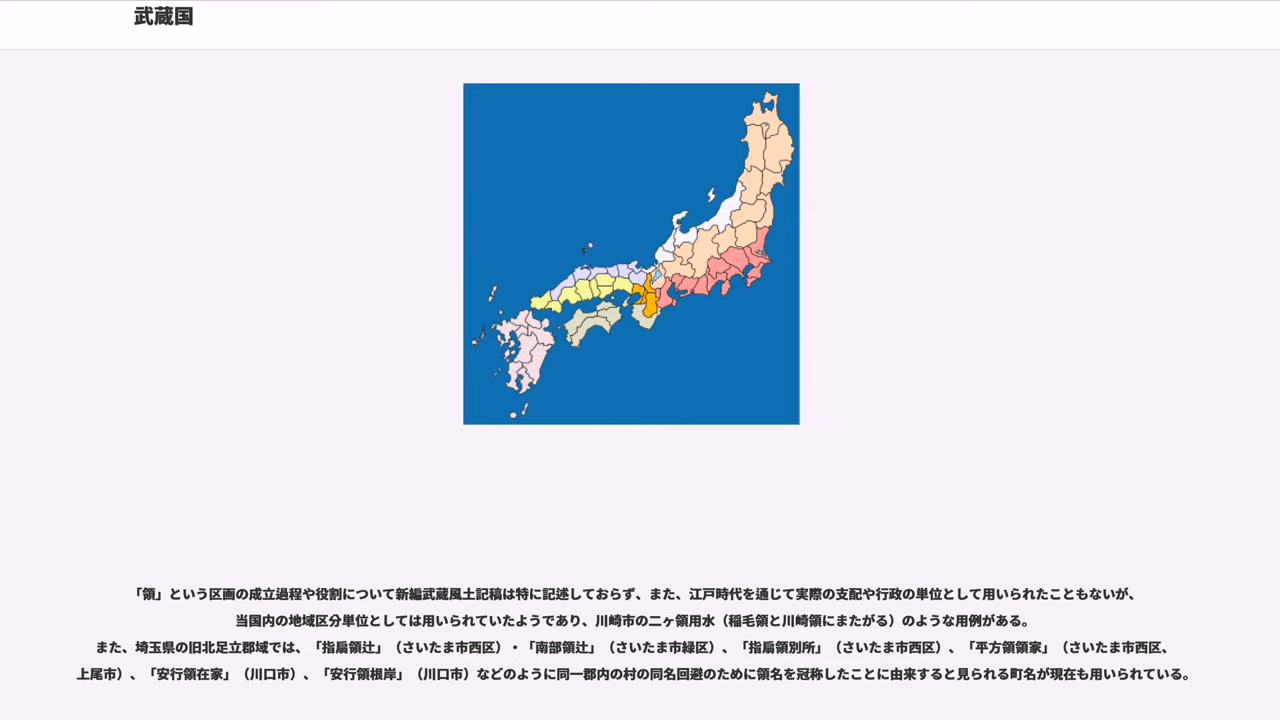 武蔵国
「領」という区画の成立過程や役割について新編武蔵風土記稿は特に記述しておらず、また、江戸時代を通じて実際の支配や行政の単位として用いられたこともないが、
当国内の地域区分単位としては用いられていたようであり、川崎市の二ヶ領用水（稲毛領と川崎領にまたがる）のような用例がある。
また、埼玉県の旧北足立郡域では、「指扇領辻」（さいたま市西区）・「南部領辻」（さいたま市緑区）、「指扇領別所」（さいたま市西区）、「平方領領家」（さいたま市西区、
上尾市）、「安行領在家」（川口市）、「安行領根岸」（川口市）などのように同一郡内の村の同名回避のために領名を冠称したことに由来すると見られる町名が現在も用いられている。